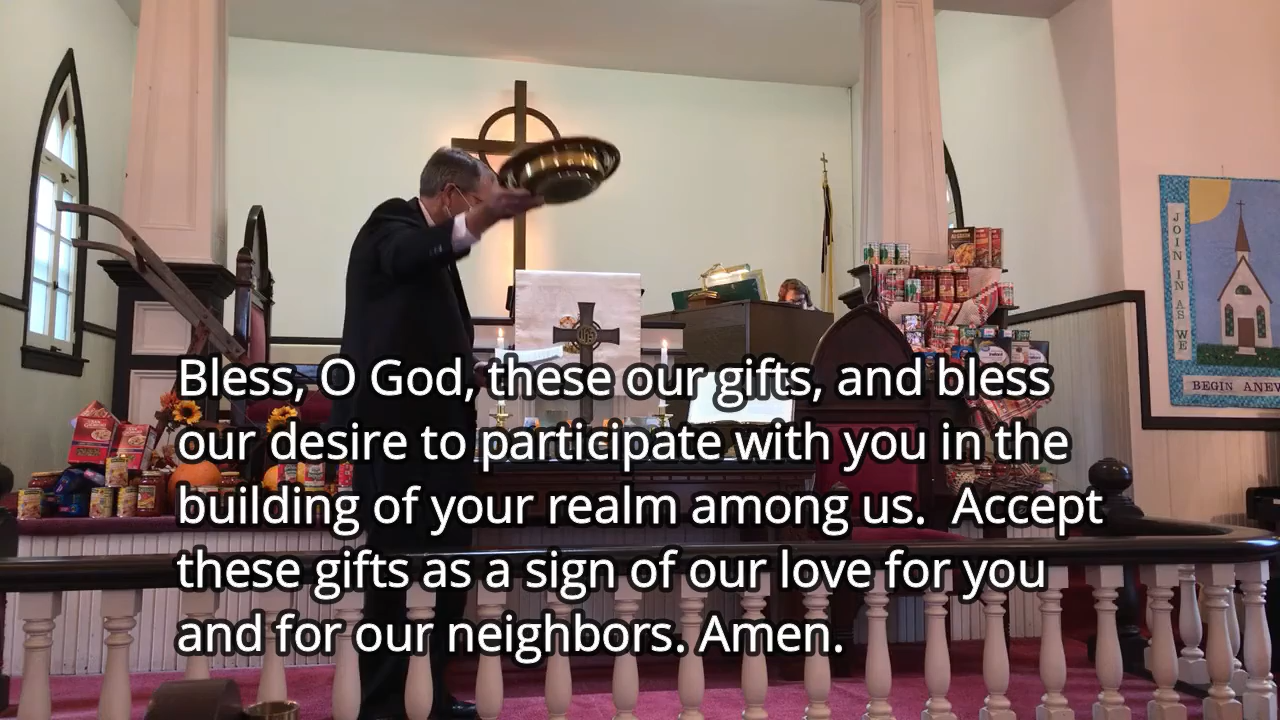 JOIN IN AS WE
BEGIN ANEW
Bless, O God, these our gifts, and bless
our desire to participate with you in the
building of your realm among us.  Accept
these gifts as a sign of our love for you
and for our neighbors. Amen.